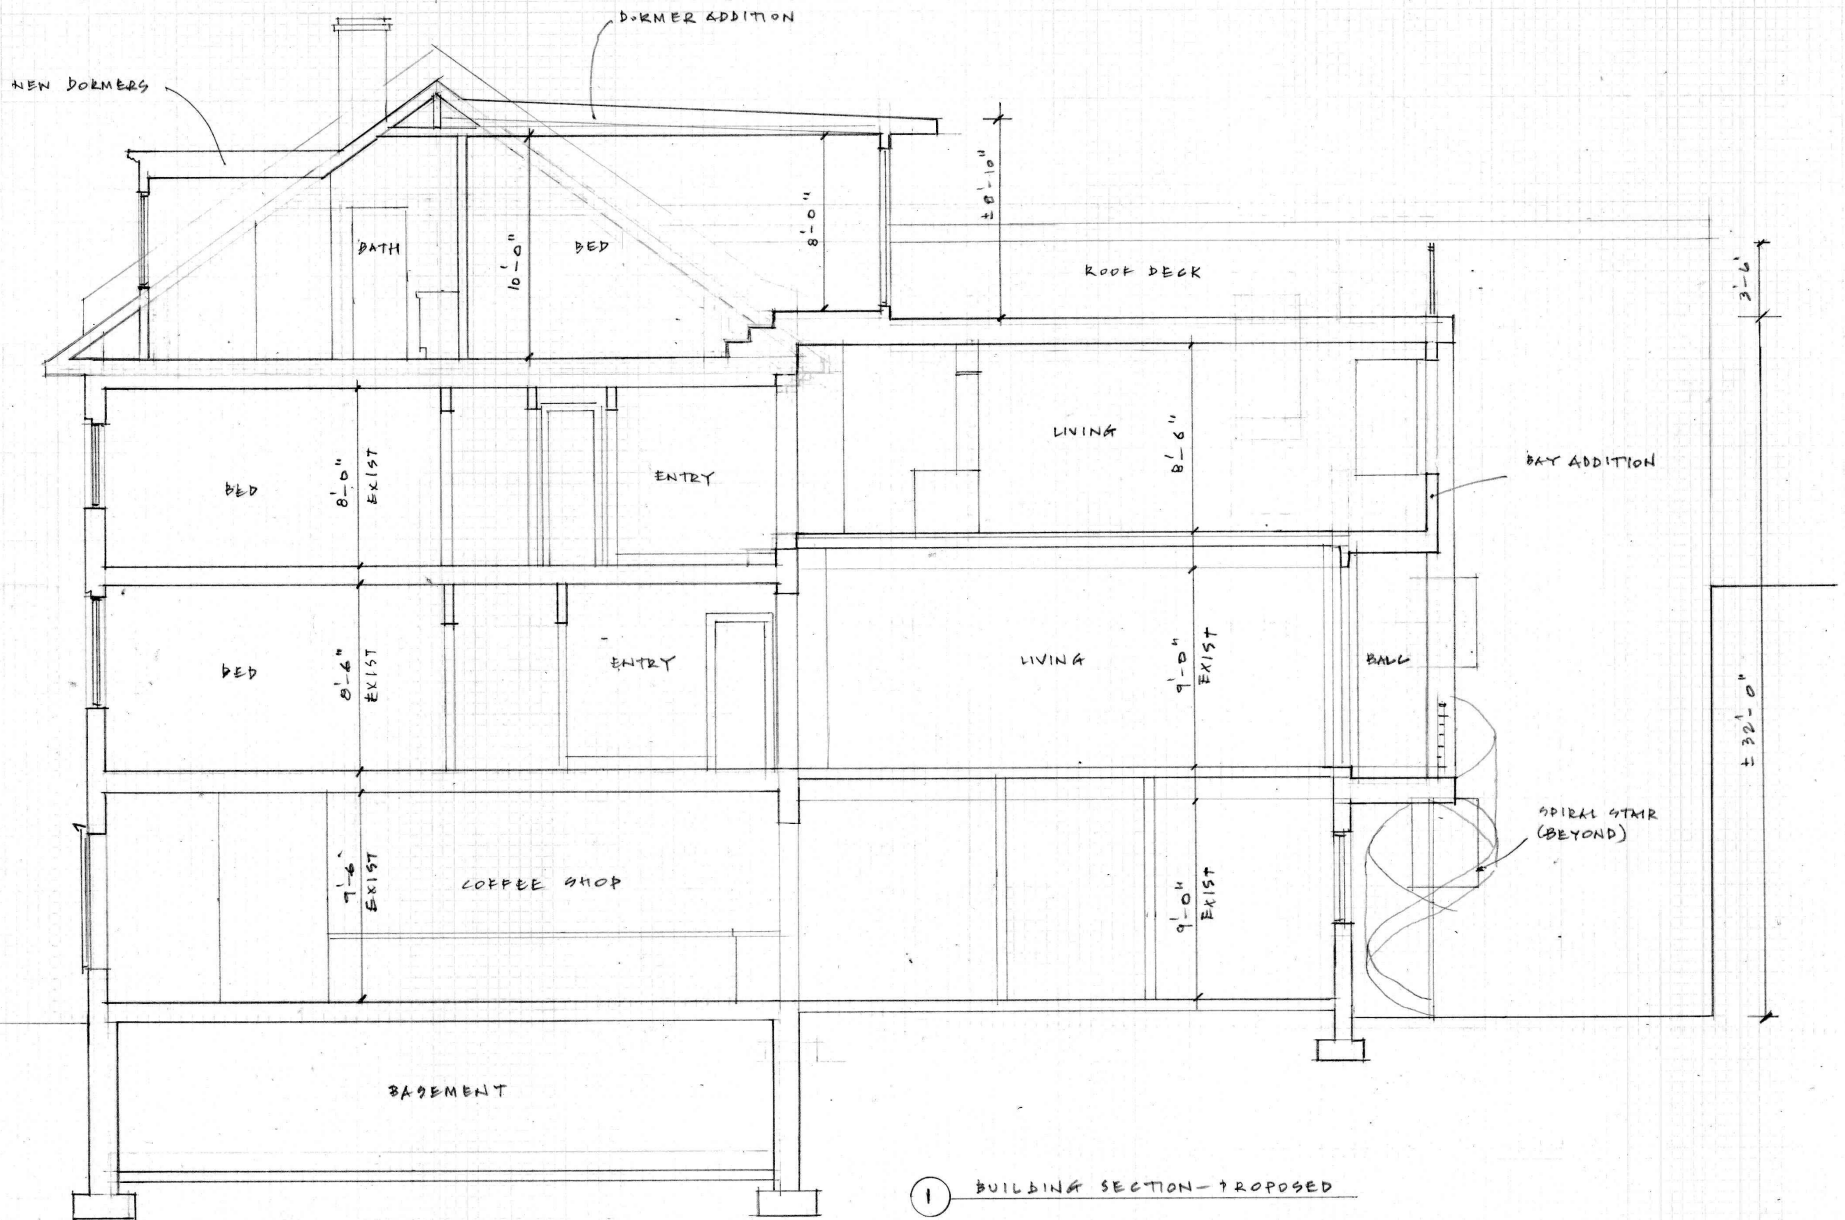 DORMER ADDITION
NEW DORMERS
BATH
10'-0"
BED
8'-0"
±8'-10"
ROOF DECK
3'-6"
BED
8'-0"
EXIST
ENTRY
LIVING
8'-6"
BAY ADDITION
BED
8'-6"
EXIST
ENTRY
LIVING
9'-0"
EXIST
BALC
±32'-0"
SPIRAL STAIR
(BEYOND)
9'-6"
EXIST
COFFEE SHOP
9'-0"
EXIST
BASEMENT
1 BUILDING SECTION - PROPOSED